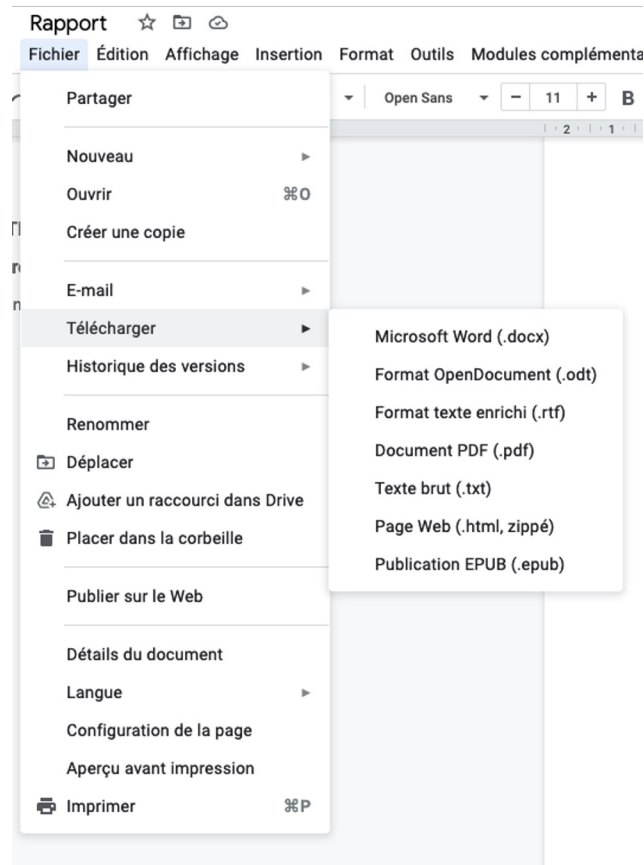 Rapport
Fichier Édition Affichage Insertion Format Outils Modules
Partager
Open Sans − 11 + B
2 1
Nouveau ►
Ouvrir ⌘O
Créer une copie
E-mail ►
Télécharger ►
Microsoft Word (.docx)
Format OpenDocument (.odt)
Format texte enrichi (.rtf)
Document PDF (.pdf)
Texte brut (.txt)
Page Web (.html, zippé)
Publication EPUB (.epub)
Historique des versions ►
Renommer
Déplacer
Ajouter un raccourci dans Drive
Placer dans la corbeille
Publier sur le Web
Détails du document
Langue ►
Configuration de la page
Aperçu avant impression
Imprimer ⌘P